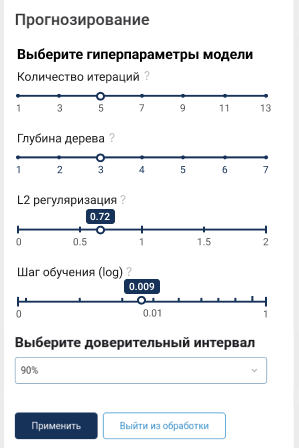 Прогнозирование
Выберите гиперпараметры модели
Количество итераций ?
1 3 5 7 9 11 13
Глубина дерева ?
1 2 3 4 5 6 7
L2 регуляризация ?
0.72
0 0.5 1 1.5 2
Шаг обучения (log) ?
0.009
0 0.01 1
Выберите доверительный интервал
90%
Применить Выйти из обработки